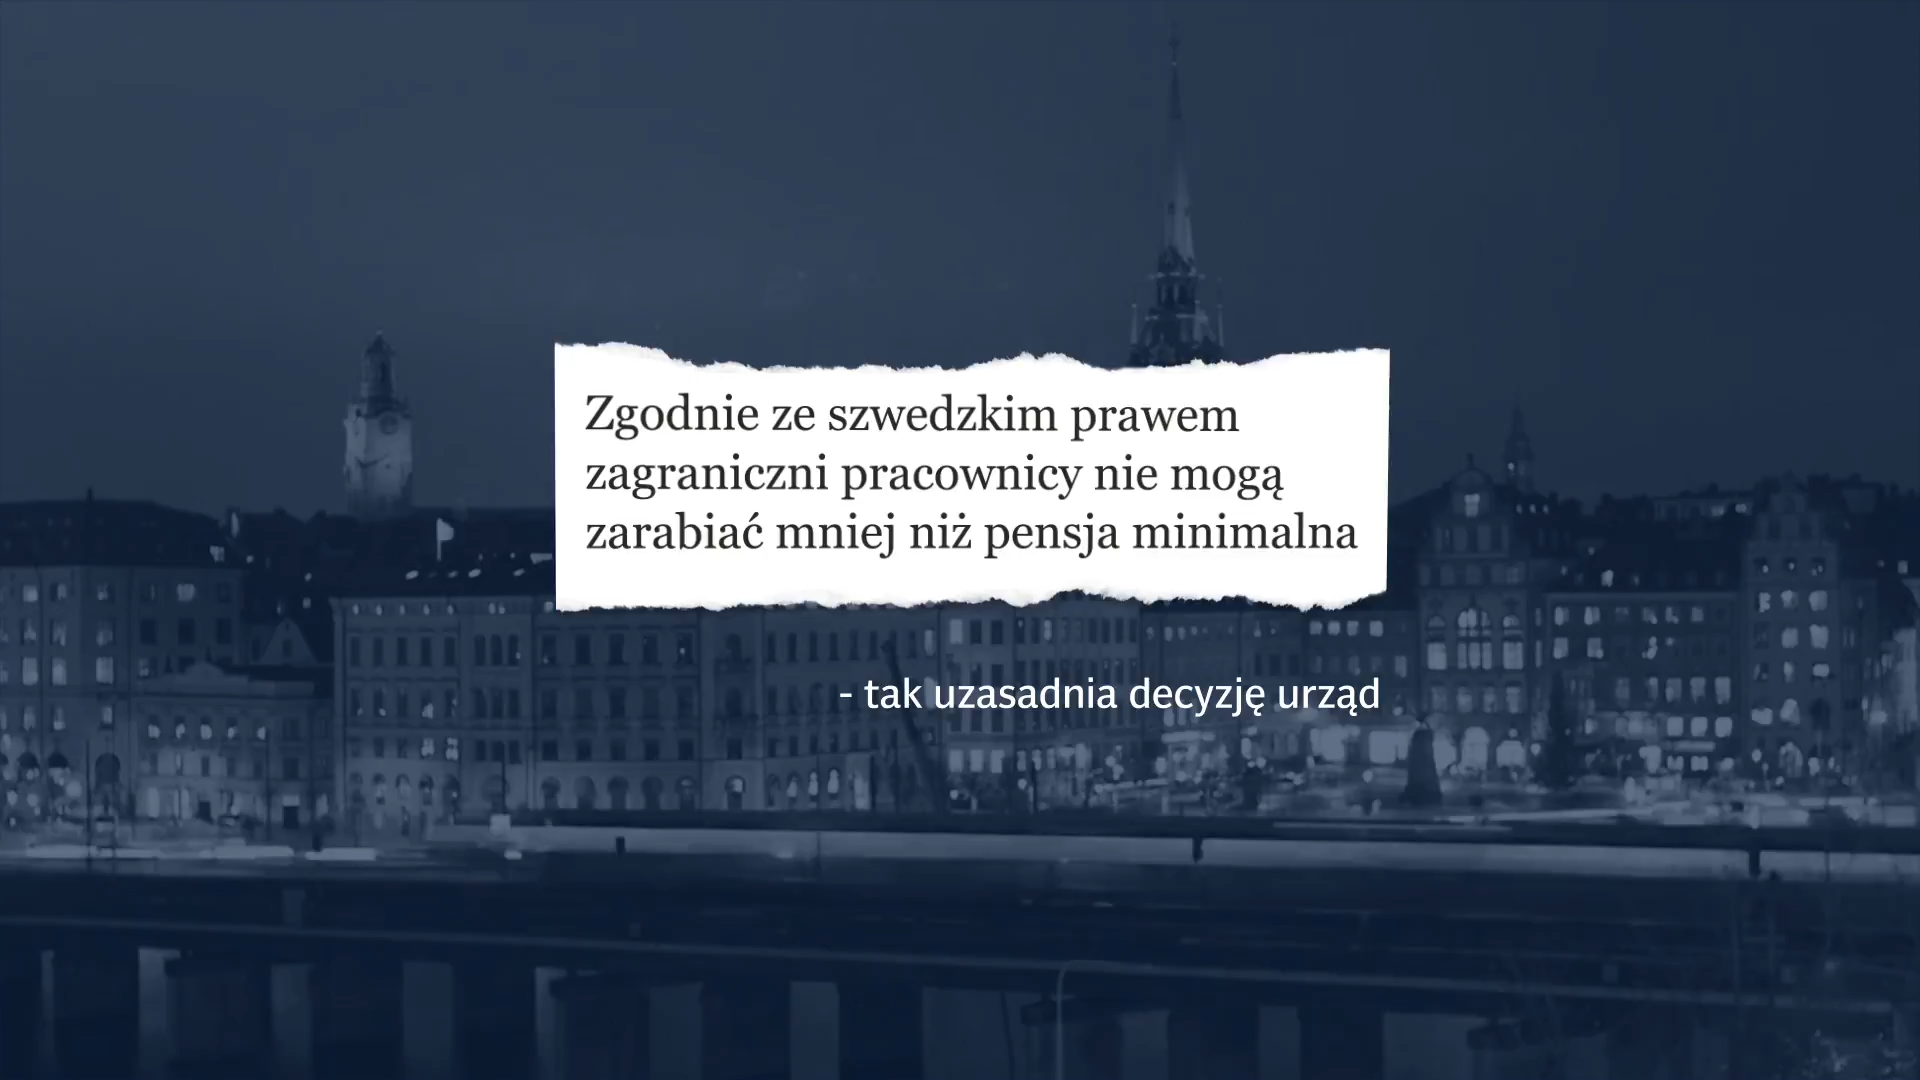 Zgodnie ze szwedzkim prawem
zagraniczni pracownicy nie mogą
zarabiać mniej niż pensja minimalna
- tak uzasadnia decyzję urząd